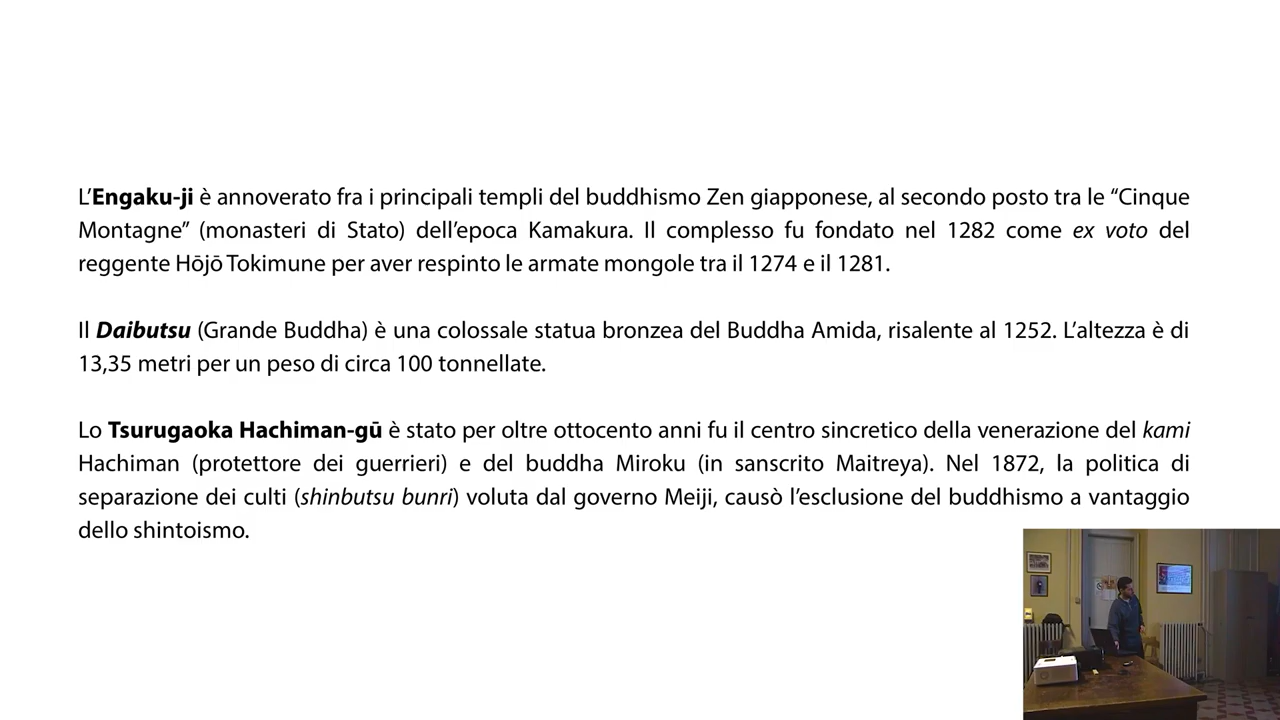 L’Engaku-ji è annoverato fra i principali templi del buddhismo Zen giapponese, al secondo posto tra le “Cinque
Montagne” (monasteri di Stato) dell’epoca Kamakura. Il complesso fu fondato nel 1282 come ex voto del
reggente Hōjō Tokimune per aver respinto le armate mongole tra il 1274 e il 1281.
Il Daibutsu (Grande Buddha) è una colossale statua bronzea del Buddha Amida, risalente al 1252. L’altezza è di
13,35 metri per un peso di circa 100 tonnellate.
Lo Tsurugaoka Hachiman-gū è stato per oltre ottocento anni fu il centro sincretico della venerazione del kami
Hachiman (protettore dei guerrieri) e del buddha Miroku (in sanscrito Maitreya). Nel 1872, la politica di
separazione dei culti (shinbutsu bunri) voluta dal governo Meiji, causò l’esclusione del buddhismo a vantaggio
dello shintoismo.